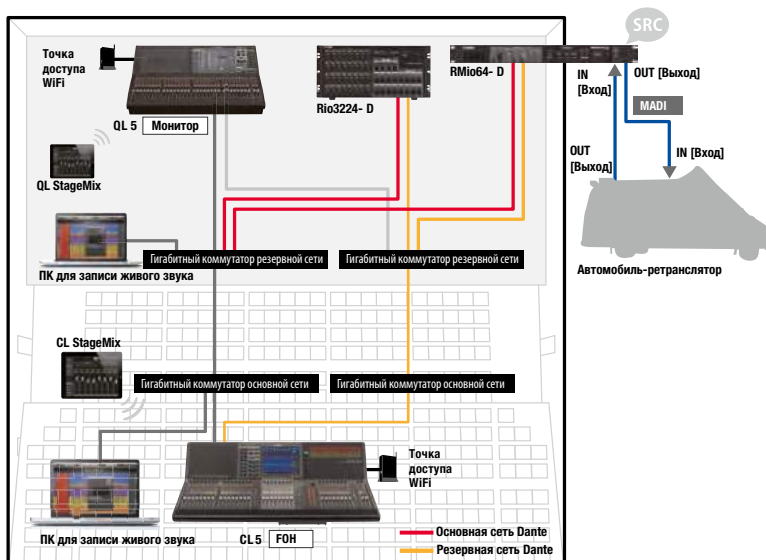 SRC
Точка
доступа
WiFi
QL 5 Монитор
Rio3224- D
RMio64- D
IN
[Вход]
OUT [Выход]
MADI
OUT
[Выход]
IN [Вход]
QL StageMix
Гигабитный коммутатор резервной сети
Гигабитный коммутатор резервной сети
ПК для записи живого звука
Автомобиль-ретранслятор
CL StageMix
Гигабитный коммутатор основной сети
Гигабитный коммутатор основной сети
Точка
доступа
WiFi
ПК для записи живого звука
CL5 FOH
Основная сеть Dante
Резервная сеть Dante